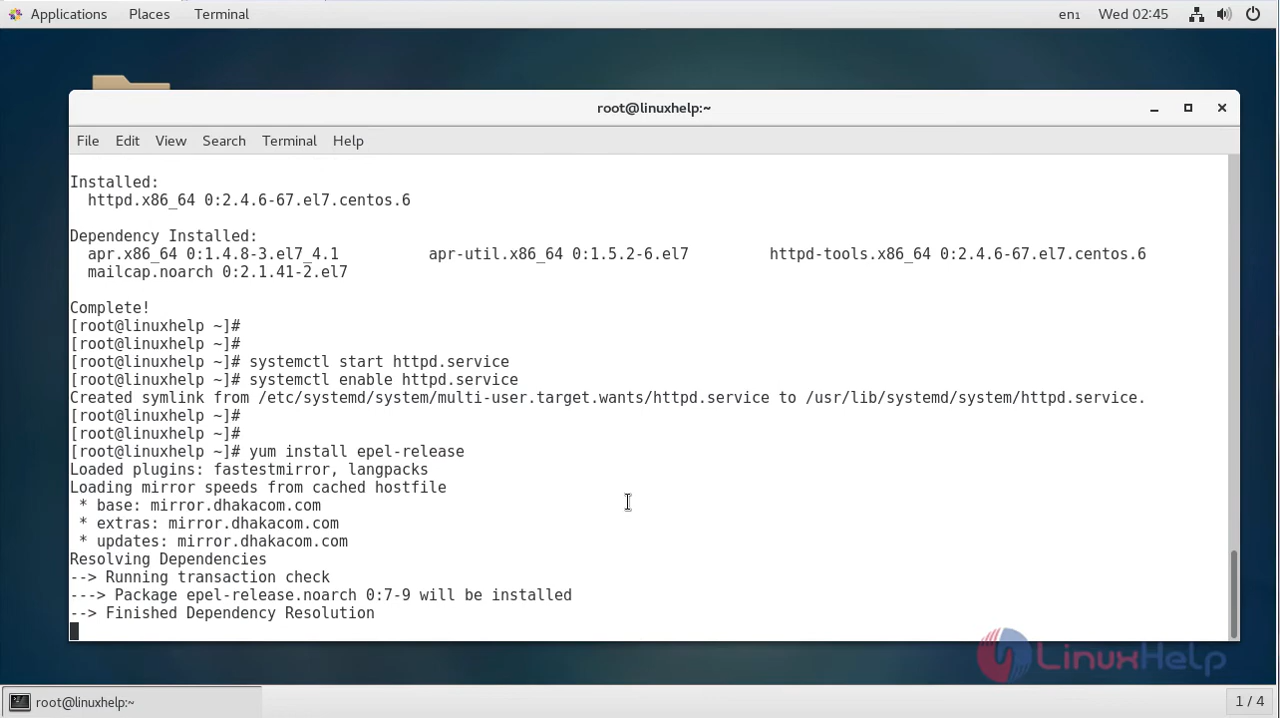 Applications Places Terminal en₁ Wed 02:45
root@linuxhelp:~
File Edit View Search Terminal Help
Installed:
  httpd.x86_64 0:2.4.6-67.el7.centos.6
Dependency Installed:
  apr.x86_64 0:1.4.8-3.el7_4.1          apr-util.x86_64 0:1.5.2-6.el7         httpd-tools.x86_64 0:2.4.6-67.el7.centos.6
  mailcap.noarch 0:2.1.41-2.el7
Complete!
[root@linuxhelp ~]#
[root@linuxhelp ~]#
[root@linuxhelp ~]# systemctl start httpd.service
[root@linuxhelp ~]# systemctl enable httpd.service
Created symlink from /etc/systemd/system/multi-user.target.wants/httpd.service to /usr/lib/systemd/system/httpd.service.
[root@linuxhelp ~]#
[root@linuxhelp ~]#
[root@linuxhelp ~]# yum install epel-release
Loaded plugins: fastestmirror, langpacks
Loading mirror speeds from cached hostfile
 * base: mirror.dhakacom.com
 * extras: mirror.dhakacom.com
 * updates: mirror.dhakacom.com
Resolving Dependencies
--> Running transaction check
---> Package epel-release.noarch 0:7-9 will be installed
--> Finished Dependency Resolution
LinuxHelp
root@linuxhelp:~ 1 / 4